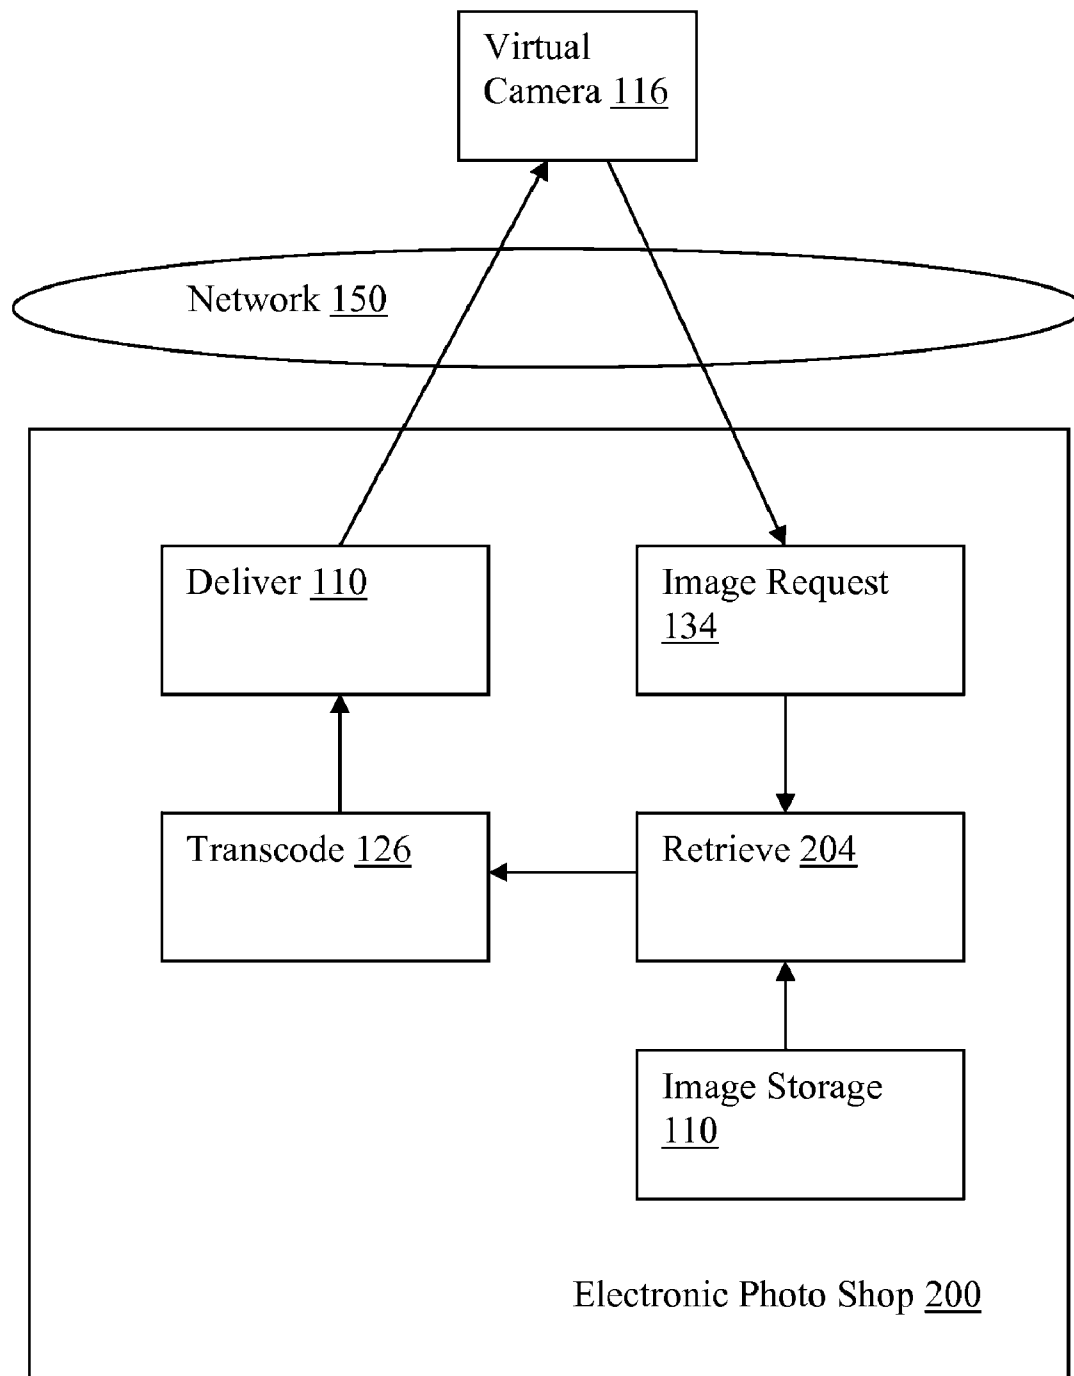 Virtual
Camera 116
Network 150
Deliver 110
Image Request
134
Transcode 126
Retrieve 204
Image Storage
110
Electronic Photo Shop 200